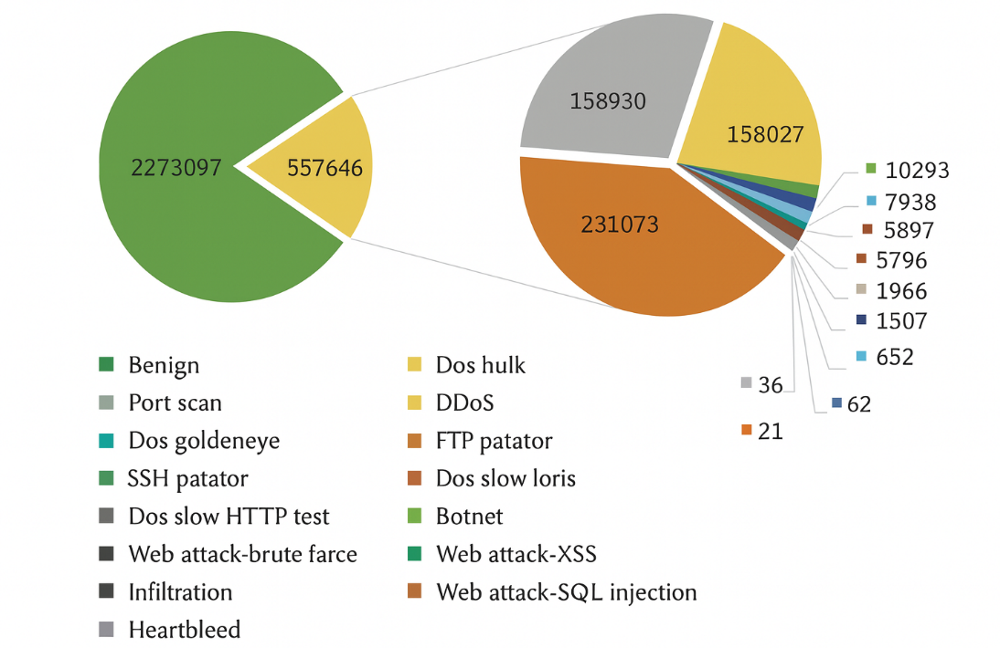 2273097
557646
158930
158027
231073
10293
7938
5897
5796
1966
1507
652
36
62
21
Benign
Dos hulk
Port scan
DDoS
Dos goldeneye
FTP patator
SSH patator
Dos slow loris
Dos slow HTTP test
Botnet
Web attack-brute farce
Web attack-XSS
Infiltration
Web attack-SQL injection
Heartbleed